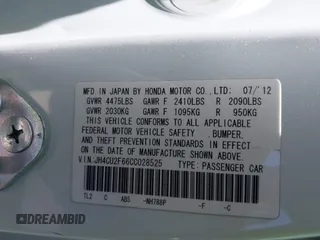 MFD. IN JAPAN BY HONDA MOTOR CO., LTD: 07/'12
GVWR 4475LBS GAWR F 2410LBS R 2090LBS
GVWR 2030KG GAWR F 1095KG R 950KG
THIS VEHICLE CONFORMS TO ALL APPLICABLE
FEDERAL MOTOR VEHICLE SAFETY, BUMPER,
AND THEFT PREVENTION STANDARDS IN EFFECT
ON THE DATE OF MANUFACTURE SHOWN ABOVE.
V.I.N: JH4CU2F66CC028525 TYPE: PASSENGER CAR
TL2 C ABS -NH788P -F -C
DREAMBID